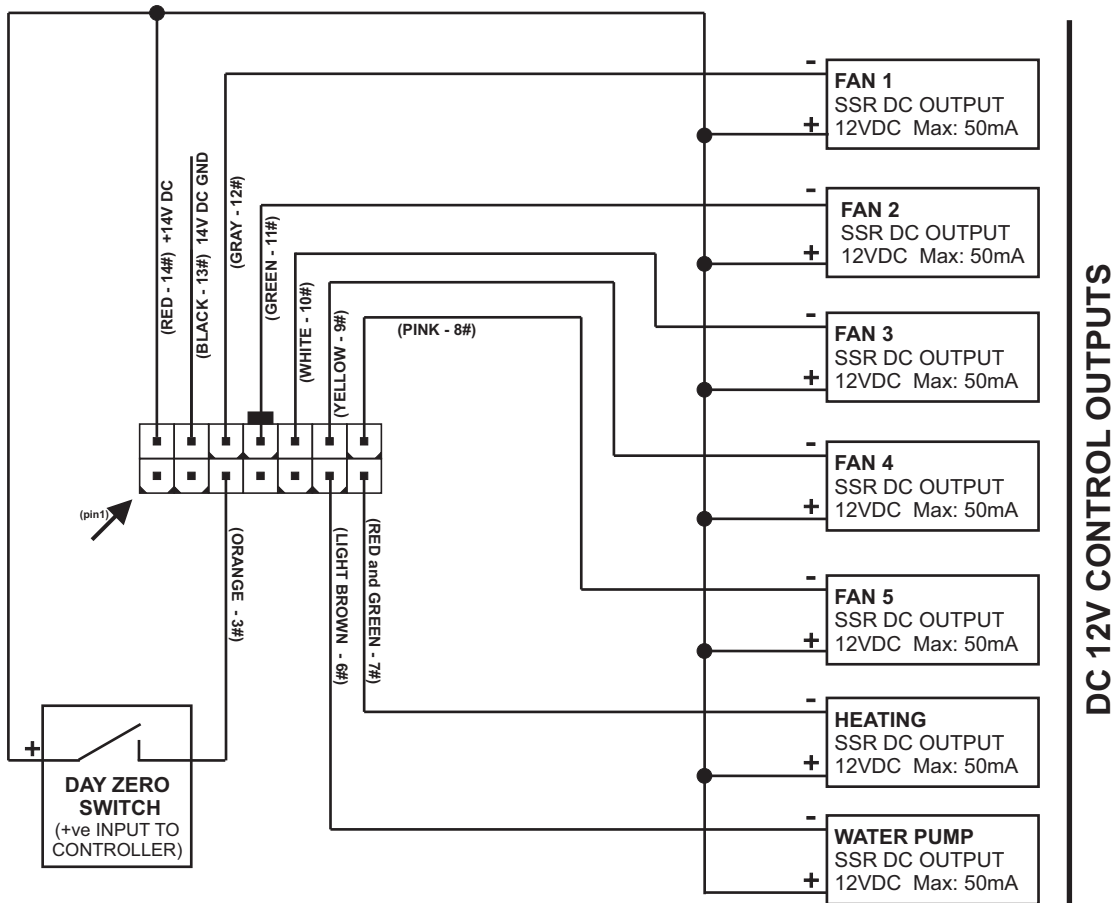 -
FAN 1
SSR DC OUTPUT
+
12VDC Max: 50mA
-
FAN 2
SSR DC OUTPUT
+
12VDC Max: 50mA
-
FAN 3
SSR DC OUTPUT
+
12VDC Max: 50mA
-
FAN 4
SSR DC OUTPUT
+
12VDC Max: 50mA
-
FAN 5
SSR DC OUTPUT
+
12VDC Max: 50mA
-
HEATING
SSR DC OUTPUT
+
12VDC Max: 50mA
-
WATER PUMP
SSR DC OUTPUT
+
12VDC Max: 50mA
DC 12V CONTROL OUTPUTS
(RED - 14#) +14V DC
(BLACK - 13#) 14V DC GND
(GRAY - 12#)
(GREEN - 11#)
(WHITE - 10#)
(YELLOW - 9#)
(PINK - 8#)
(pin1)
(ORANGE - 3#)
(LIGHT BROWN - 6#)
(RED and GREEN - 7#)
+
DAY ZERO
SWITCH
(+ve INPUT TO
CONTROLLER)